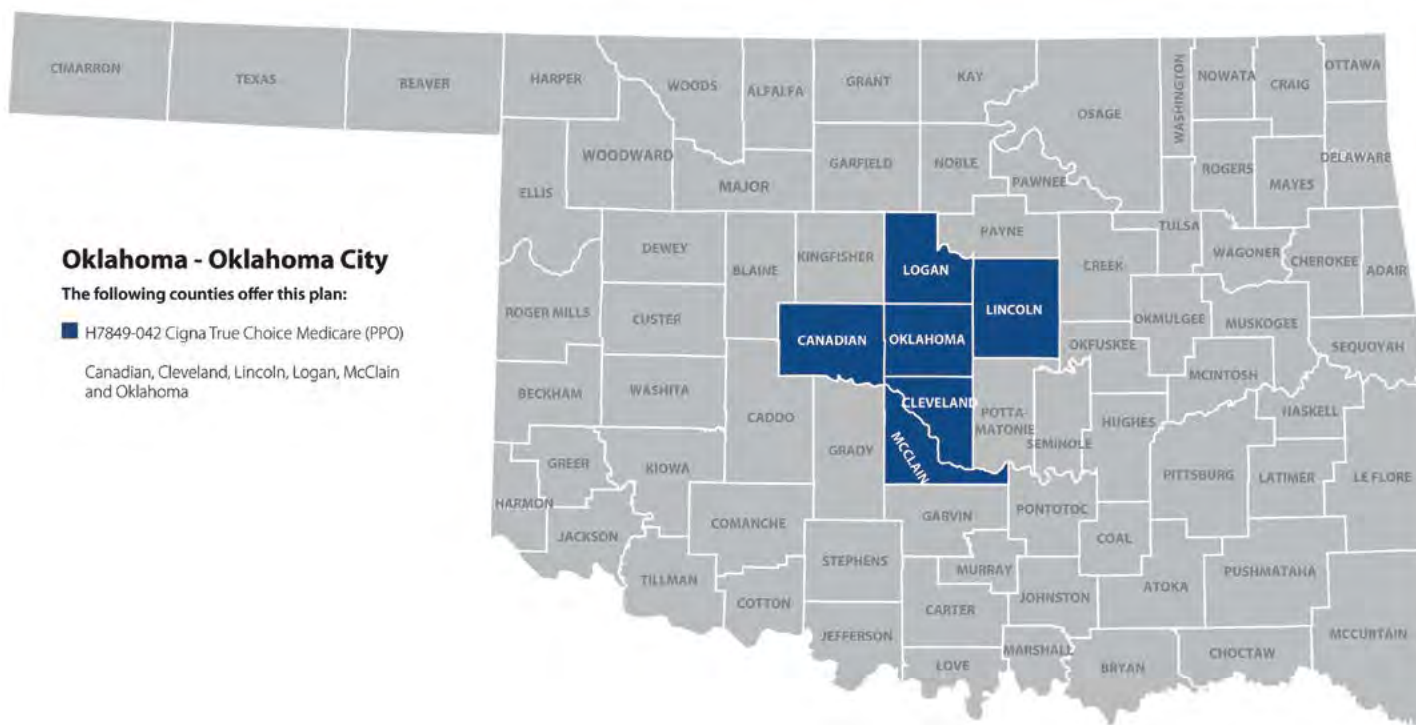 CIMARRON
TEXAS
BEAVER
HARPER
WOODS
ALFALFA
GRANT
KAY
OSAGE
WASHINGTON
NOWATA
CRAIG
OTTAWA
WOODWARD
ELLIS
MAJOR
GARFIELD
NOBLE
PAWNEE
ROGERS
MAYES
DELAWARE
Oklahoma - Oklahoma City
The following counties offer this plan:
H7849-042 Cigna True Choice Medicare (PPO)
Canadian, Cleveland, Lincoln, Logan, McClain
and Oklahoma
DEWEY
BLAINE
KINGFISHER
LOGAN
PAYNE
CREEK
TULSA
WAGONER
CHEROKEE
ADAIR
ROGER MILLS
CUSTER
CANADIAN
OKLAHOMA
LINCOLN
OKFUSKEE
OKMULGEE
MUSKOGEE
SEQUOYAH
BECKHAM
WASHITA
CADDO
GRADY
CLEVELAND
MCCLAIN
POTTA-
MATONIE
SEMINOLE
HUGHES
MCINTOSH
HASKELL
GREER
KIOWA
HARMON
JACKSON
COMANCHE
GARVIN
PONTOTOC
PITTSBURG
LATIMER
LE FLORE
TILLMAN
COTTON
STEPHENS
MURRAY
COAL
JEFFERSON
CARTER
JOHNSTON
ATOKA
PUSHMATAHA
LOVE
MARSHALL
BRYAN
CHOCTAW
MCCURTAIN